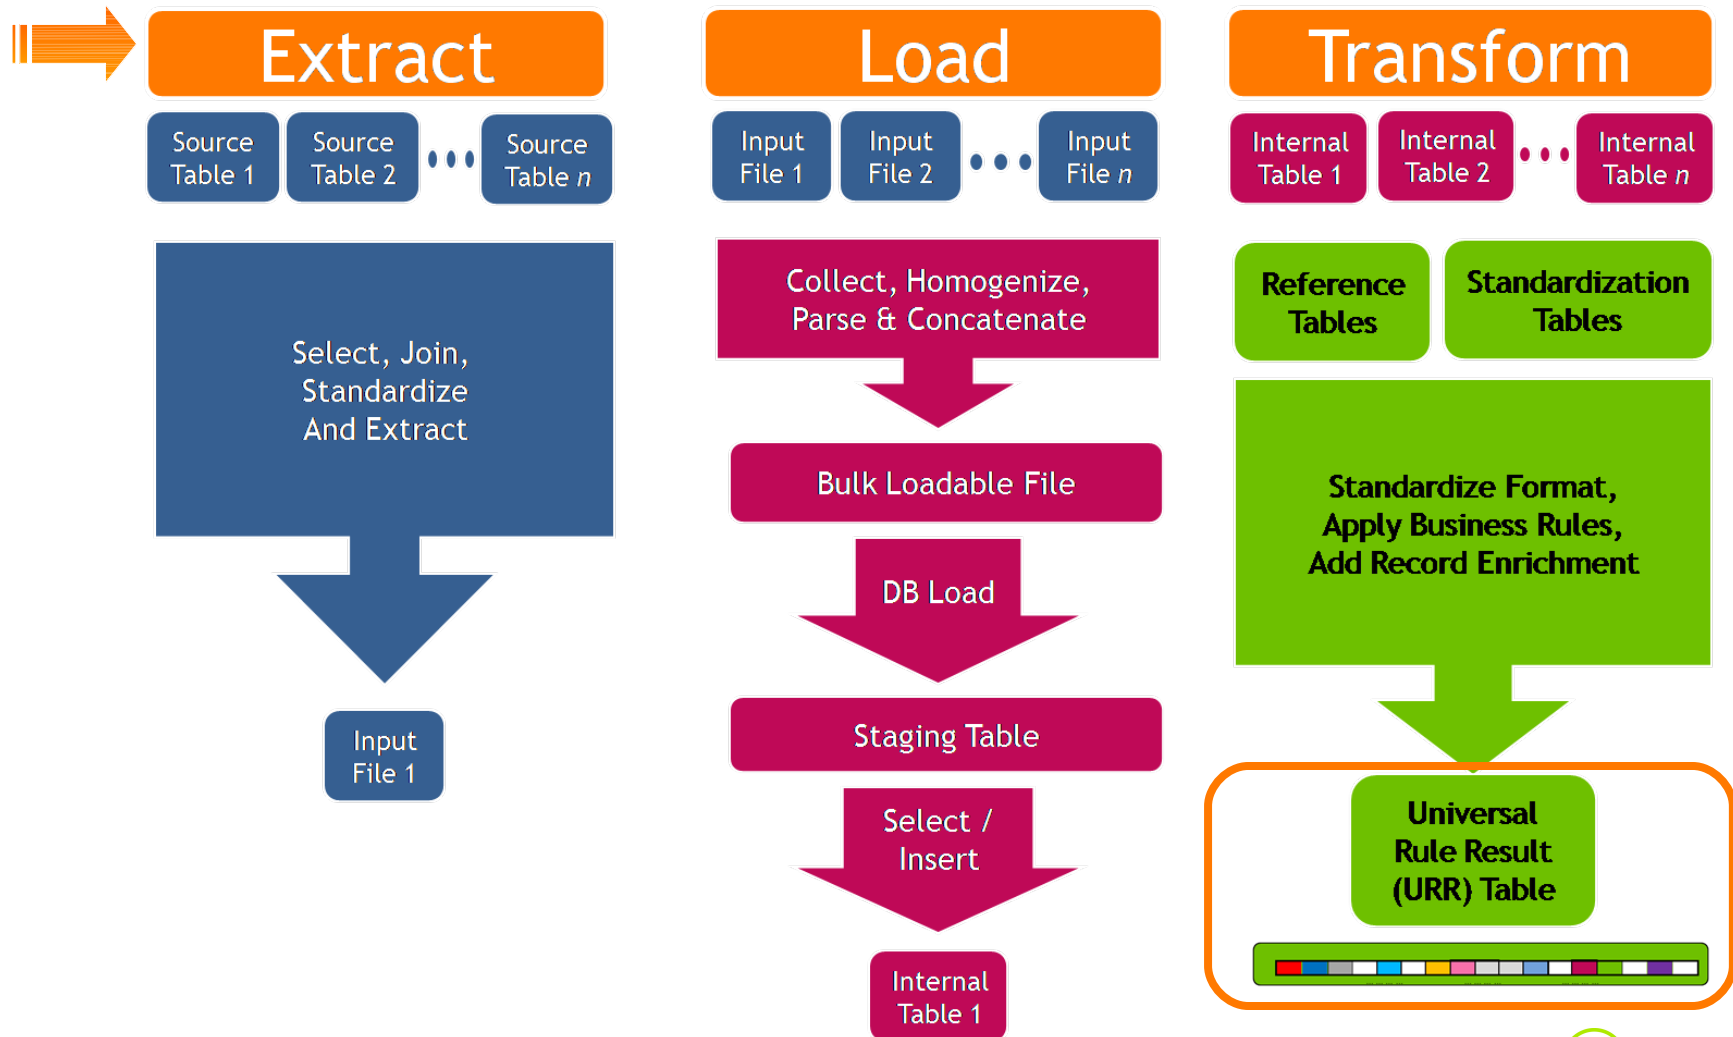 Extract
Source
Table 1
Source
Table 2
Source
Table n
Select, Join,
Standardize
And Extract
Input
File 1
Load
Input
File 1
Input
File 2
Input
File n
Collect, Homogenize,
Parse & Concatenate
Bulk Loadable File
DB Load
Staging Table
Select /
Insert
Internal
Table 1
Transform
Internal
Table 1
Internal
Table 2
Internal
Table n
Reference
Tables
Standardization
Tables
Standardize Format,
Apply Business Rules,
Add Record Enrichment
Universal
Rule Result
(URR) Table